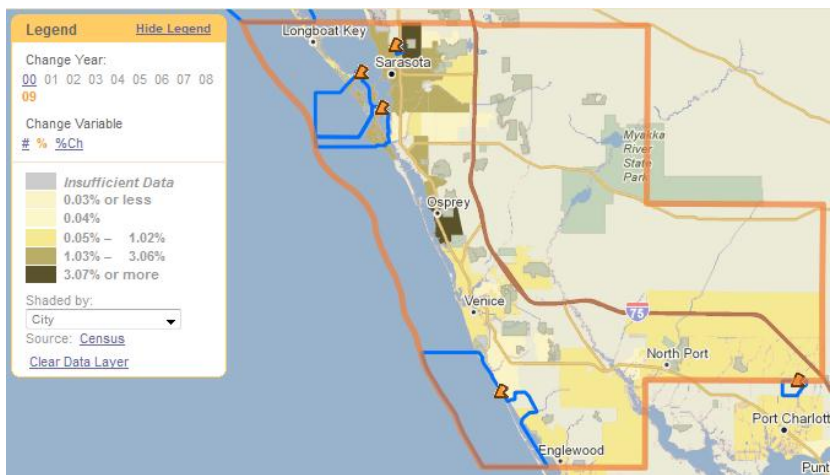 Legend Hide Legend
Change Year:
00 01 02 03 04 05 06 07 08
09
Change Variable
# % %Ch
Insufficient Data
0.03% or less
0.04%
0.05% – 1.02%
1.03% – 3.06%
3.07% or more
Shaded by:
City
Source: Census
Clear Data Layer
Longboat Key
Sarasota
Myakka
River
State
Park
Osprey
Venice
75
North Port
Port Charlott
Englewood
Punt